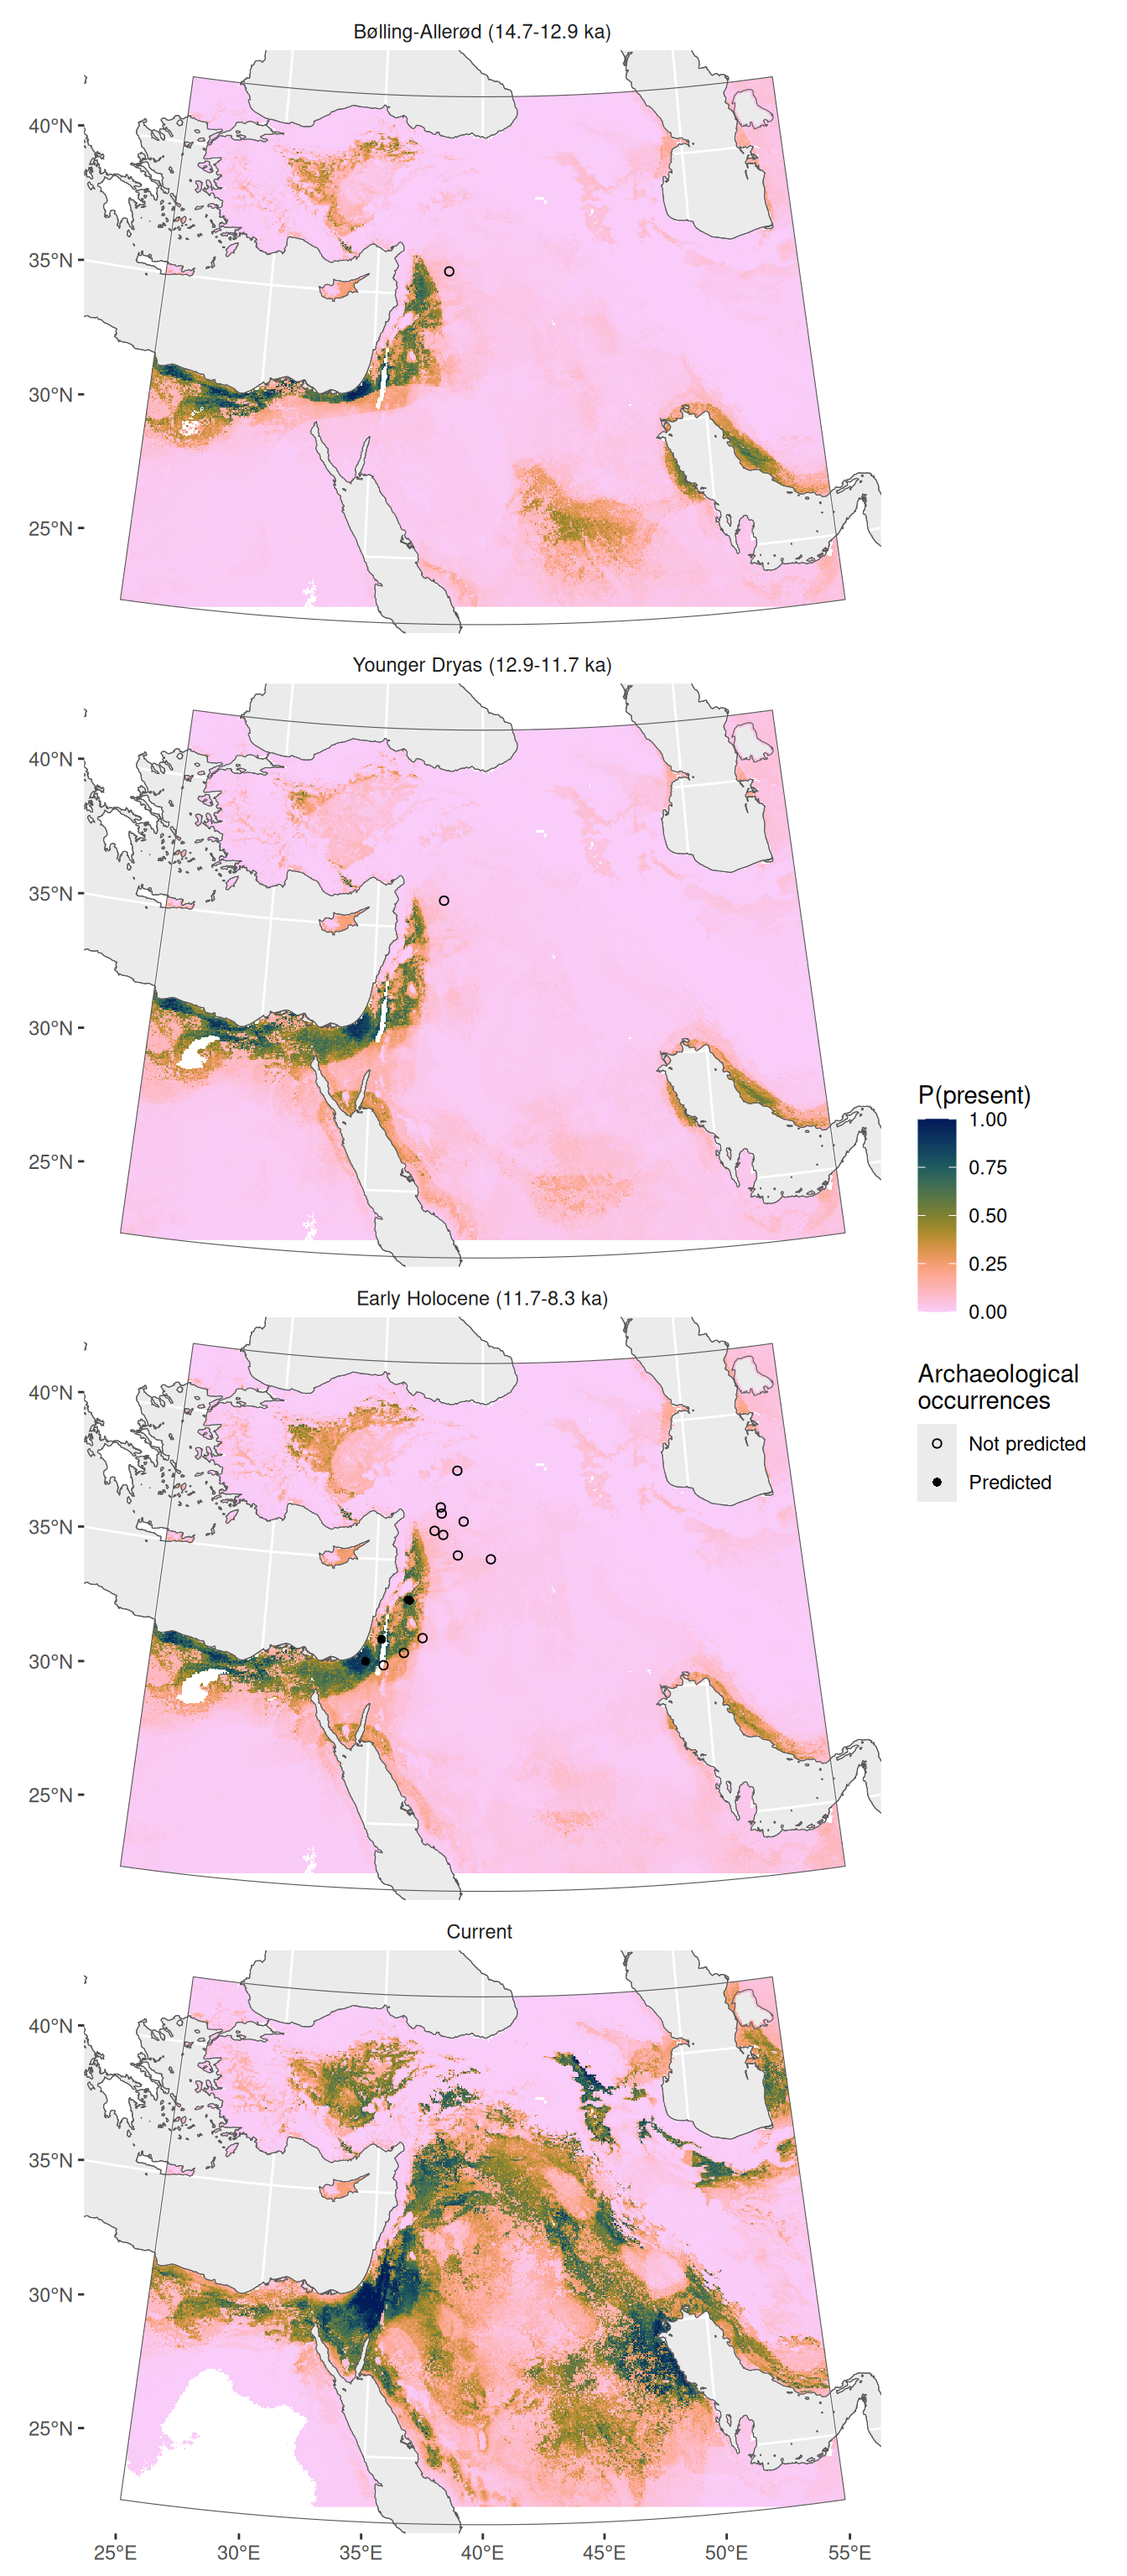 Bølling-Allerød (14.7-12.9 ka)
40°N
35°N
30°N
25°N
Younger Dryas (12.9-11.7 ka)
40°N
35°N
30°N
25°N
P(present)
1.00
0.75
0.50
0.25
0.00
Early Holocene (11.7-8.3 ka)
Archaeological
occurrences
Not predicted
Predicted
40°N
35°N
30°N
25°N
Current
40°N
35°N
30°N
25°N
25°E 30°E 35°E 40°E 45°E 50°E 55°E